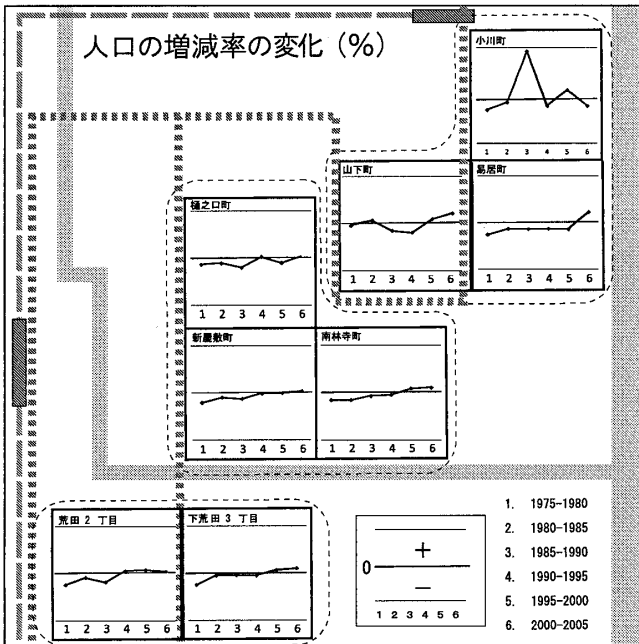 人口の増減率の変化（%）
小川町
1 2 3 4 5 6
山下町
1 2 3 4 5 6
易居町
1 2 3 4 5 6
樋之口町
1 2 3 4 5 6
新屋敷町
1 2 3 4 5 6
南林寺町
1 2 3 4 5 6
荒田 2 丁目
1 2 3 4 5 6
下荒田 3 丁目
1 2 3 4 5 6
+
0
−
1 2 3 4 5 6
1. 1975-1980
2. 1980-1985
3. 1985-1990
4. 1990-1995
5. 1995-2000
6. 2000-2005